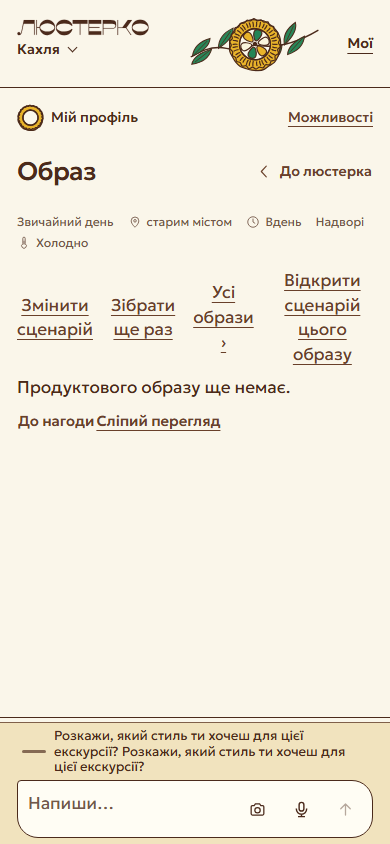 ЛЮСТЕРКО
Кахля
Мої
Мій профіль
Можливості
Образ
До люстерка
Звичайний день старим містом Вдень Надворі
Холодно
Змінити
сценарій
Зібрати
ще раз
Усі
образи
›
Відкрити
сценарій
цього
образу
Продуктового образу ще немає.
До нагоди Сліпий перегляд
Розкажи, який стиль ти хочеш для цієї
екскурсії? Розкажи, який стиль ти хочеш для
цієї екскурсії?
Напиши...